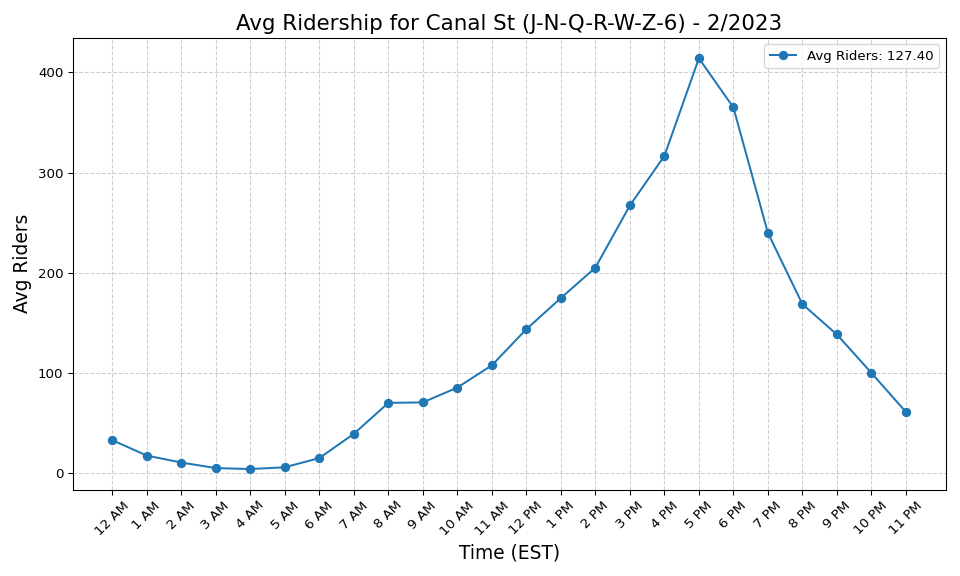 Avg Ridership for Canal St (J-N-Q-R-W-Z-6) - 2/2023
Avg Riders: 127.40
Avg Riders
400
300
200
100
0
12 AM
1 AM
2 AM
3 AM
4 AM
5 AM
6 AM
7 AM
8 AM
9 AM
10 AM
11 AM
12 PM
1 PM
2 PM
3 PM
4 PM
5 PM
6 PM
7 PM
8 PM
9 PM
10 PM
11 PM
Time (EST)